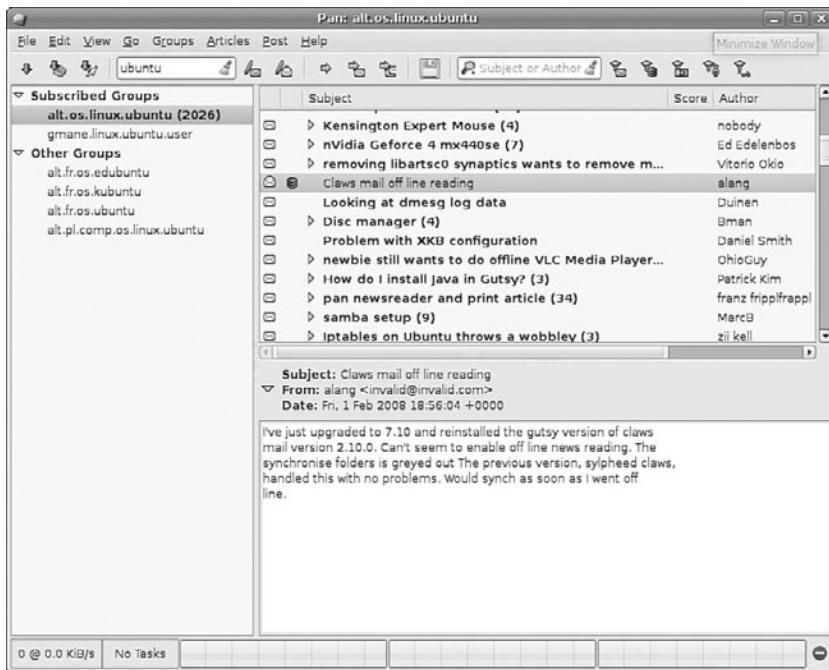 Pan: alt.os.linux.ubuntu
File Edit View Go Groups Articles Post Help
Minimize Window
ubuntu
Subject or Author
Subscribed Groups
alt.os.linux.ubuntu (2026)
gmane.linux.ubuntu.user
Other Groups
alt.fr.os.edubuntu
alt.fr.os.kubuntu
alt.fr.os.ubuntu
alt.pl.comp.os.linux.ubuntu
Subject Score Author
Kensington Expert Mouse (4) nobody
nVidia Geforce 4 mx440se (7) Ed Edelenbos
removing libartsc0 synaptics wants to remove m... Vitorio Okio
Claws mail off line reading alang
Looking at dmesg log data Duinen
Disc manager (4) Bman
Problem with XKB configuration Daniel Smith
newbie still wants to do offline VLC Media Player... OhioGuy
How do I install Java in Gutsy? (3) Patrick Kim
pan newsreader and print article (34) franz fripplfrappl
samba setup (9) MarcB
Iptables on Ubuntu throws a wobbley (3) zii kell
Subject: Claws mail off line reading
From: alang <invalid@invalid.com>
Date: Fri, 1 Feb 2008 18:56:04 +0000
I've just upgraded to 7.10 and reinstalled the gutsy version of claws
mail version 2.10.0. Can't seem to enable off line news reading. The
synchronise folders is greyed out The previous version, sylpheed claws,
handled this with no problems. Would synch as soon as I went off
line.
0 @ 0.0 KiB/s No Tasks